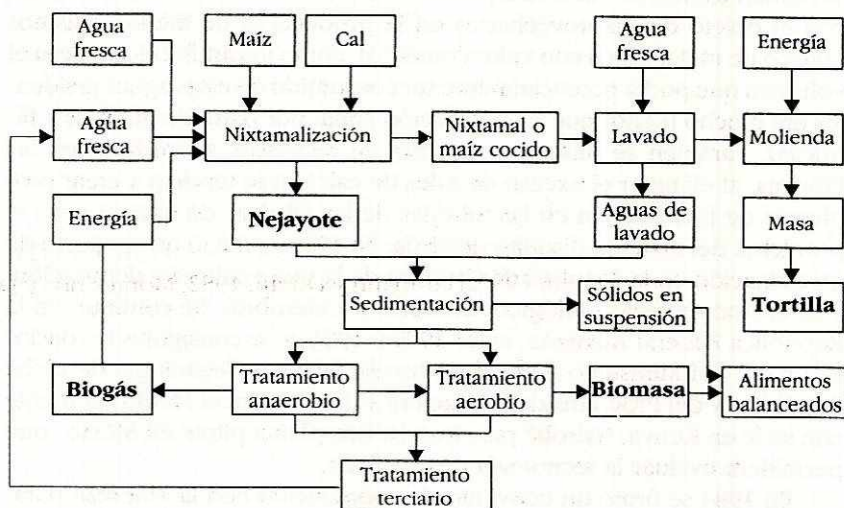 Agua
fresca
Maíz
Cal
Agua
fresca
Energía
Agua
fresca
Nixtamalización
Nixtamal o
maíz cocido
Lavado
Molienda
Energía
Nejayote
Aguas de
lavado
Masa
Sedimentación
Sólidos en
suspensión
Tortilla
Biogás
Tratamiento
anaerobio
Tratamiento
aerobio
Biomasa
Alimentos
balanceados
Tratamiento
terciario